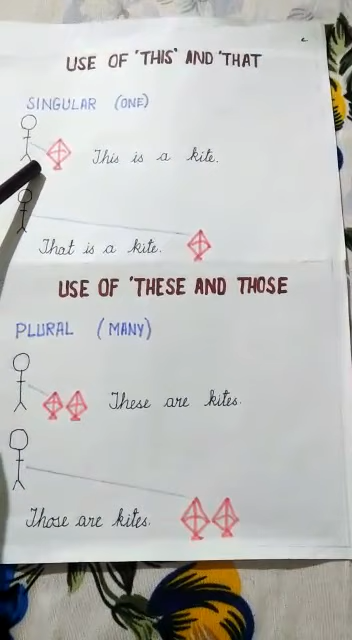 USE OF 'THIS' AND 'THAT
SINGULAR (ONE)
This is a kite.
That is a kite.
USE OF 'THESE AND THOSE
PLURAL (MANY)
These are kites.
Those are kites.